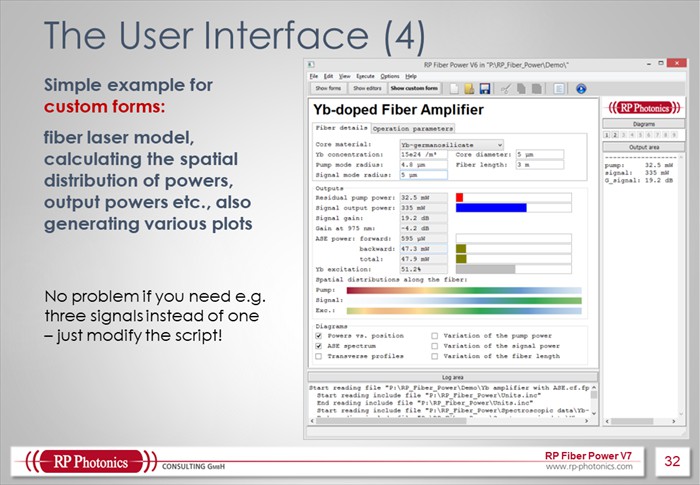 The User Interface (4)
Simple example for
custom forms:
fiber laser model,
calculating the spatial
distribution of powers,
output powers etc., also
generating various plots
No problem if you need e.g.
three signals instead of one
– just modify the script!
RP Fiber Power V6 in "P:\RP_Fiber_Power\Demo\"
File Edit View Execute Options Help
Show forms Show editors Show custom form
Yb-doped Fiber Amplifier
Fiber details Operation parameters
Core material: Yb-germanosilicate
Yb concentration: 15e24 /m³ Core diameter: 5 µm
Pump mode radius: 4.8 µm Fiber length: 3 m
Signal mode radius: 5 µm
Outputs
Residual pump power: 32.5 mW
Signal output power: 335 mW
Signal gain: 19.2 dB
Gain at 975 nm: -4.2 dB
ASE power: forward: 595 µW
backward: 47.3 mW
total: 47.9 mW
Yb excitation: 51.2%
Spatial distributions along the fiber:
Pump:
Signal:
Exc.:
Diagrams
Powers vs. position Variation of the pump power
ASE spectrum Variation of the signal power
Transverse profiles Variation of the fiber length
RP Photonics
Diagrams
1 2 3 4 5 6 7 8 9
Output area
pump: 32.5 mW
signal: 335 mW
G_signal: 19.2 dB
Log area
Start reading file "P:\RP_Fiber_Power\Demo\Yb amplifier with ASE.cf.fp
Start reading include file "P:\RP_Fiber_Power\Units.inc"
End reading include file "P:\RP_Fiber_Power\Units.inc"
Start reading include file "P:\RP_Fiber_Power\Spectroscopic data\Yb-
RP Photonics CONSULTING GmbH
RP Fiber Power V7
www.rp-photonics.com
32